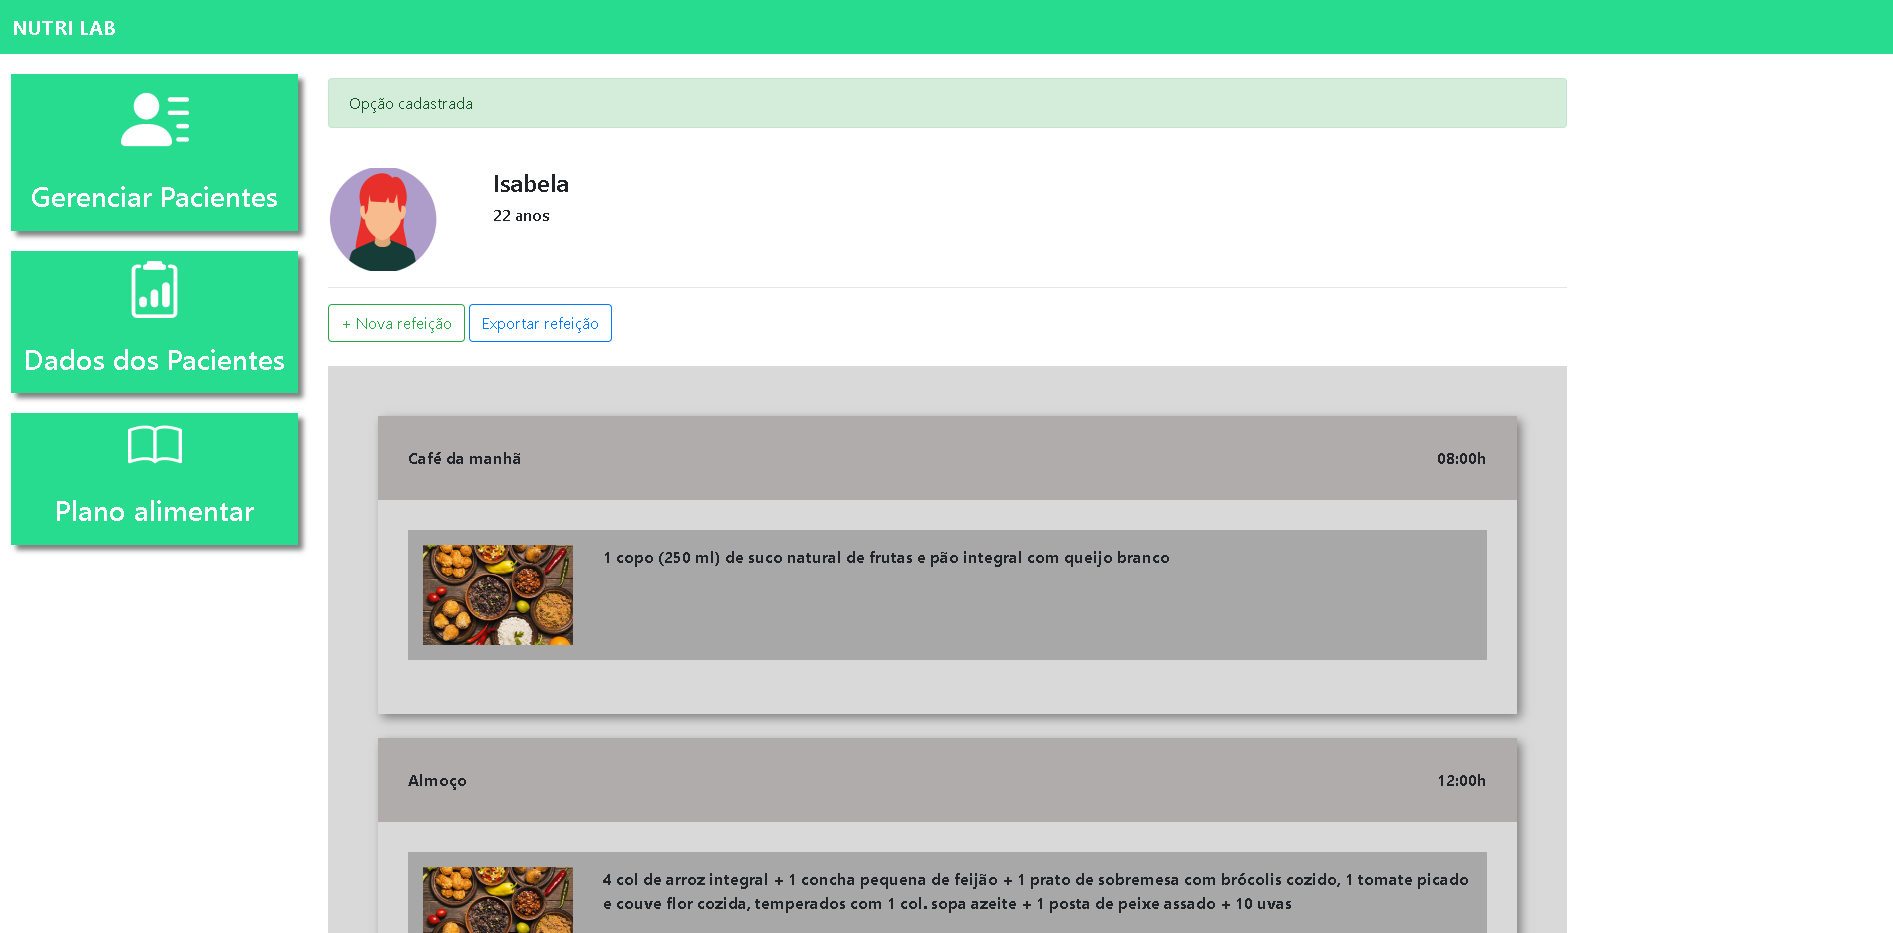 NUTRI LAB
Gerenciar Pacientes
Dados dos Pacientes
Plano alimentar
Opção cadastrada
Isabela
22 anos
+ Nova refeição
Exportar refeição
Café da manhã 08:00h
1 copo (250 ml) de suco natural de frutas e pão integral com queijo branco
Almoço 12:00h
4 col de arroz integral + 1 concha pequena de feijão + 1 prato de sobremesa com brócolis cozido, 1 tomate picado
e couve flor cozida, temperados com 1 col. sopa azeite + 1 posta de peixe assado + 10 uvas